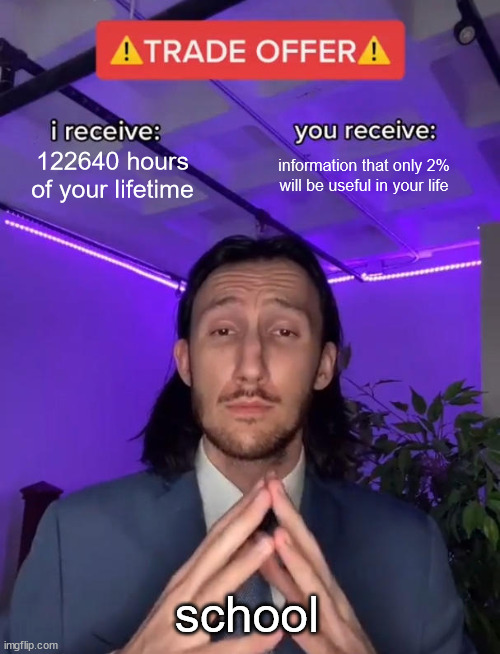 ⚠TRADE OFFER⚠
i receive:
122640 hours
of your lifetime
you receive:
information that only 2%
will be useful in your life
school
imgflip.com